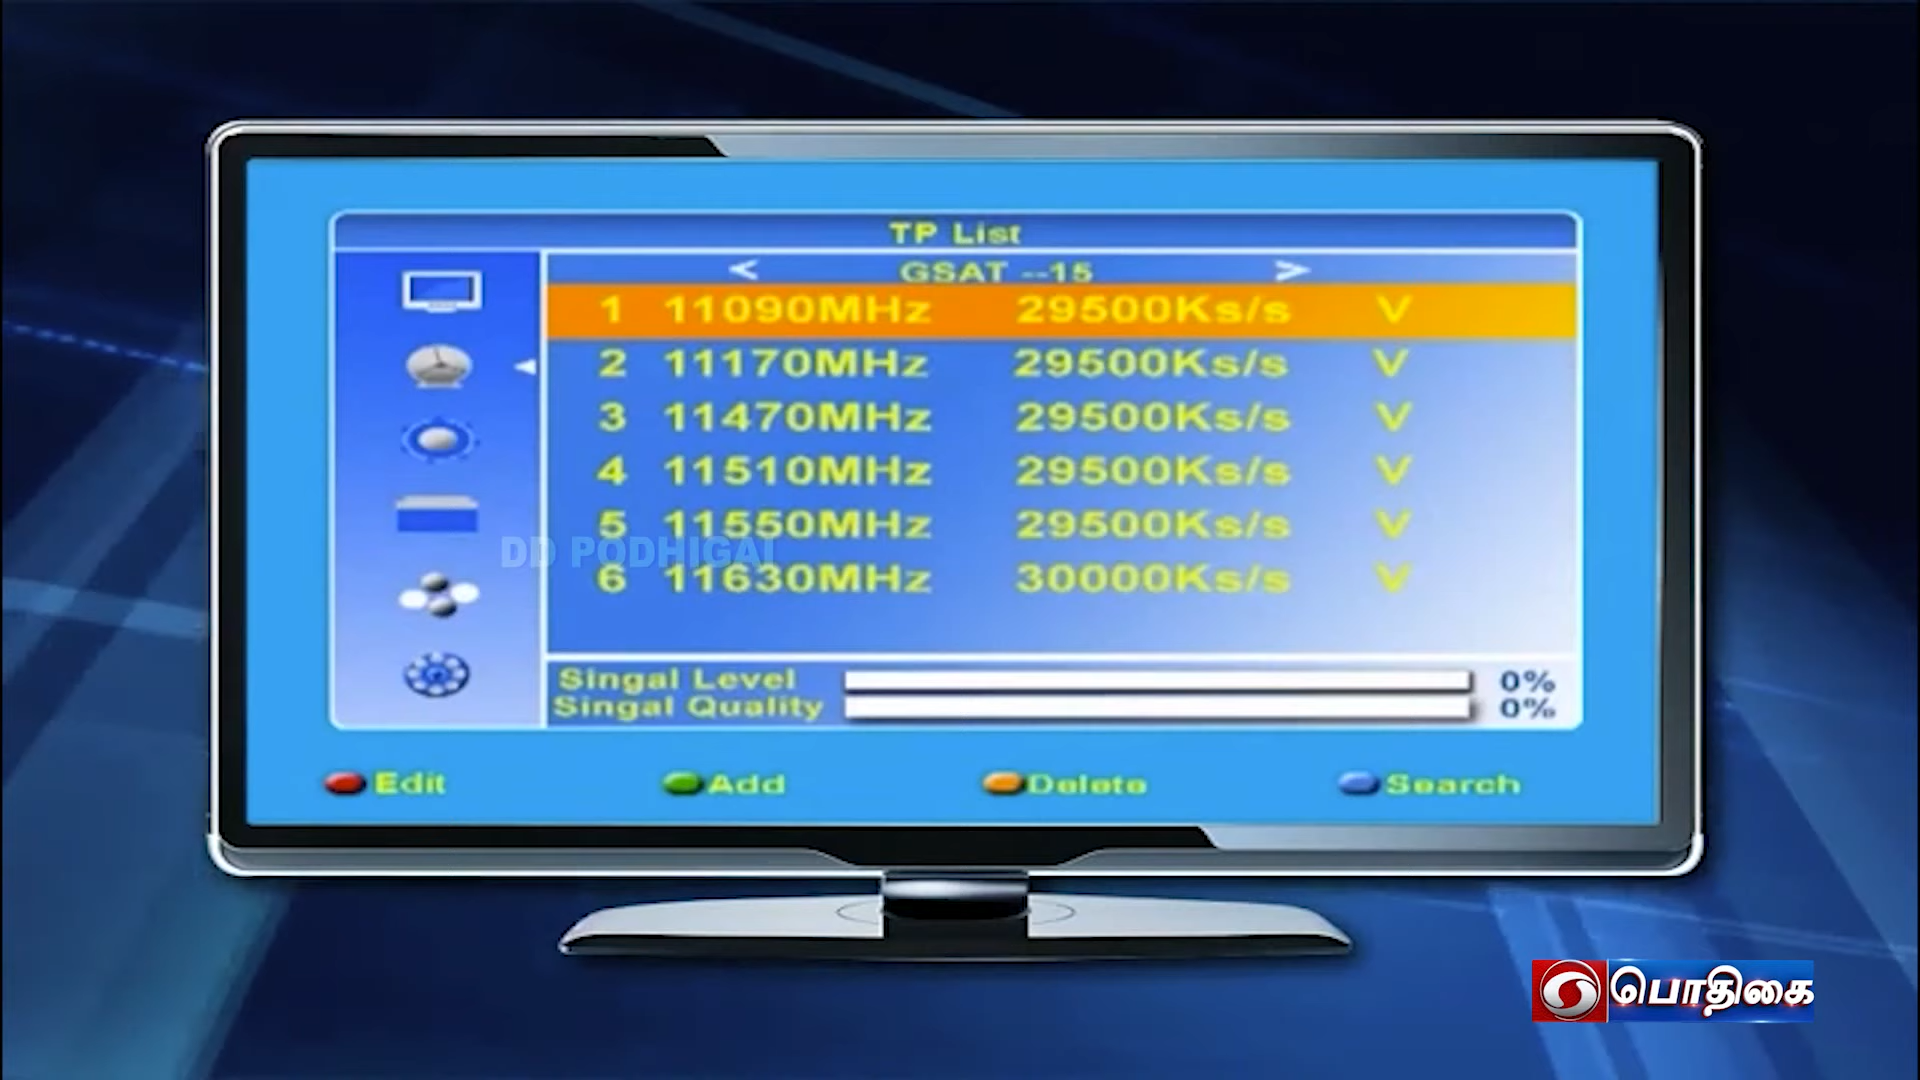 TP List
< GSAT --15 >
1 11090MHz 29500Ks/s V
2 11170MHz 29500Ks/s V
3 11470MHz 29500Ks/s V
4 11510MHz 29500Ks/s V
5 11550MHz 29500Ks/s V
DD PODHIGAI
6 11630MHz 30000Ks/s V
Singal Level 0%
Singal Quality 0%
Edit Add Delete Search
பொதிகை